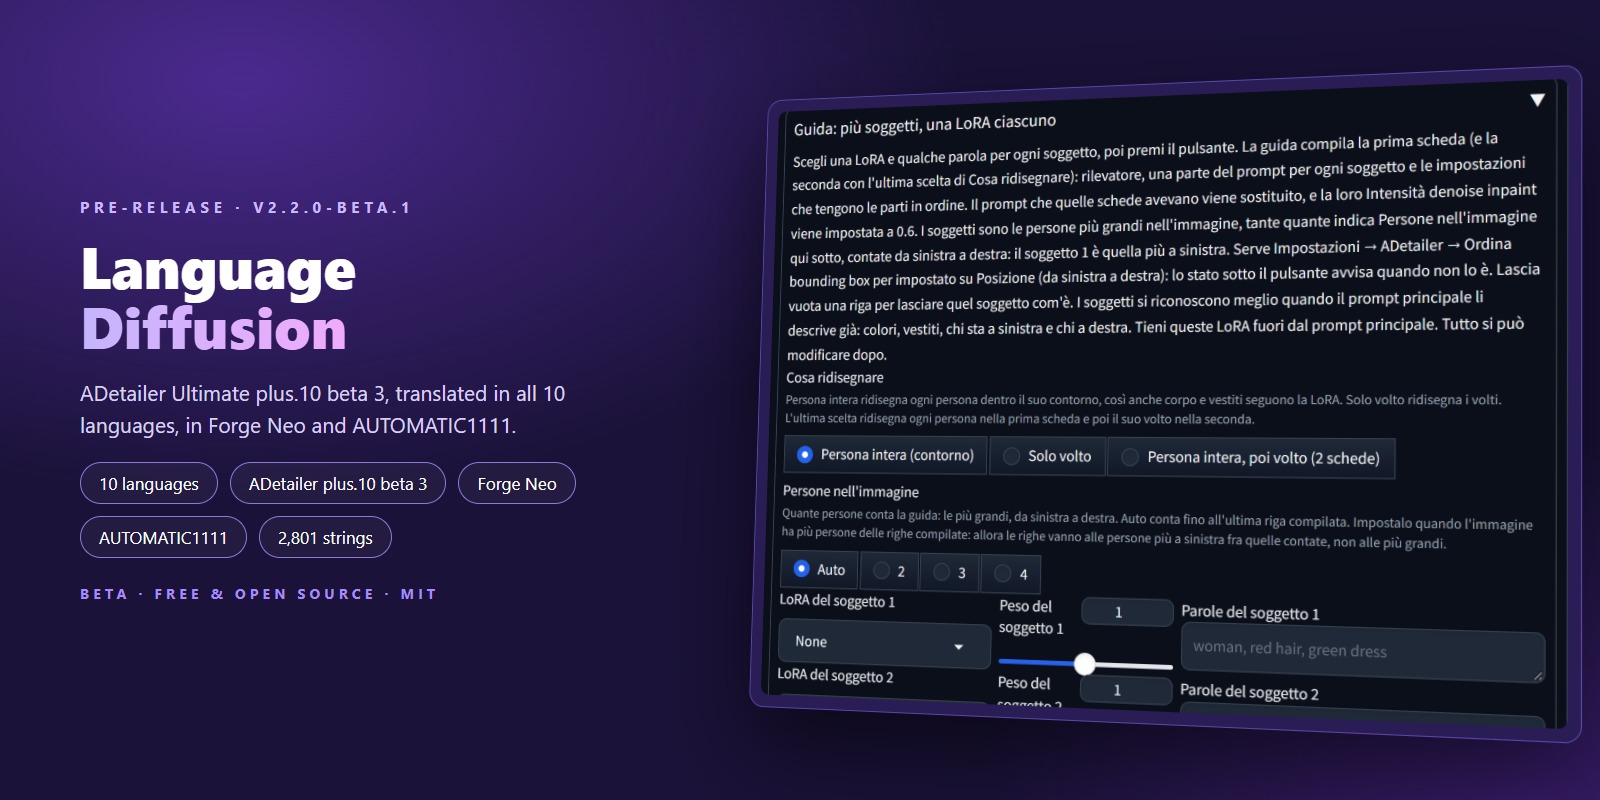 PRE-RELEASE · V2.2.0-BETA.1
Language
Diffusion
ADetailer Ultimate plus.10 beta 3, translated in all 10
languages, in Forge Neo and AUTOMATIC1111.
10 languages
ADetailer plus.10 beta 3
Forge Neo
AUTOMATIC1111
2,801 strings
BETA · FREE & OPEN SOURCE · MIT
Guida: più soggetti, una LoRA ciascuno
Scegli una LoRA e qualche parola per ogni soggetto, poi premi il pulsante. La guida compila la prima scheda (e la
seconda con l'ultima scelta di Cosa ridisegnare): rilevatore, una parte del prompt per ogni soggetto e le impostazioni
che tengono le parti in ordine. Il prompt che quelle schede avevano viene sostituito, e la loro Intensità denoise inpaint
viene impostata a 0.6. I soggetti sono le persone più grandi nell'immagine, tante quante indica Persone nell'immagine
qui sotto, contate da sinistra a destra: il soggetto 1 è quella più a sinistra. Serve Impostazioni → ADetailer → Ordina
bounding box per impostato su Posizione (da sinistra a destra): lo stato sotto il pulsante avvisa quando non lo è. Lascia
vuota una riga per lasciare quel soggetto com'è. I soggetti si riconoscono meglio quando il prompt principale li
descrive già: colori, vestiti, chi sta a sinistra e chi a destra. Tieni queste LoRA fuori dal prompt principale. Tutto si può
modificare dopo.
Cosa ridisegnare
Persona intera ridisegna ogni persona dentro il suo contorno, così anche corpo e vestiti seguono la LoRA. Solo volto ridisegna i volti.
L'ultima scelta ridisegna ogni persona nella prima scheda e poi il suo volto nella seconda.
Persona intera (contorno)
Solo volto
Persona intera, poi volto (2 schede)
Persone nell'immagine
Quante persone conta la guida: le più grandi, da sinistra a destra. Auto conta fino all'ultima riga compilata. Impostalo quando l'immagine
ha più persone delle righe compilate: allora le righe vanno alle persone più a sinistra fra quelle contate, non alle più grandi.
Auto
2
3
4
LoRA del soggetto 1
None
Peso del
soggetto 1
1
Parole del soggetto 1
woman, red hair, green dress
LoRA del soggetto 2
Peso del
soggetto 2
1
Parole del soggetto 2